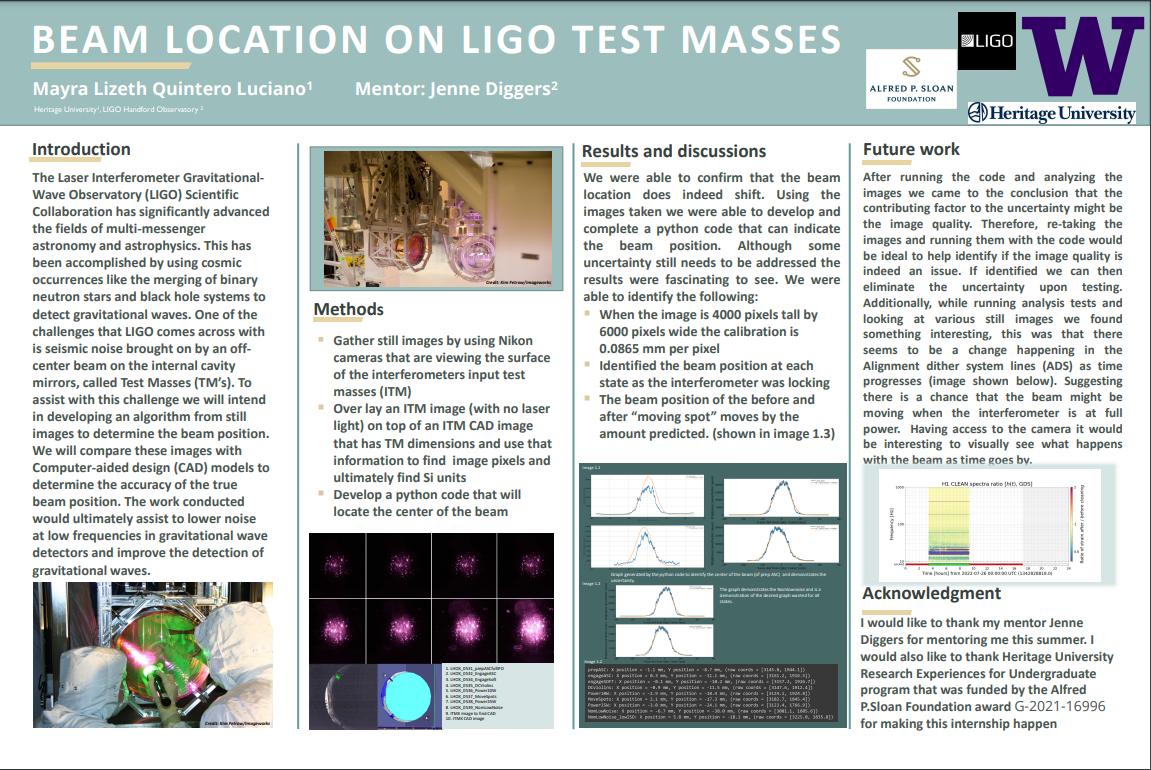 BEAM LOCATION ON LIGO TEST MASSES
Mayra Lizeth Quintero Luciano1 Mentor: Jenne Diggers2
Heritage University1, LIGO Handford Observatory 2
ALFRED P. SLOAN
FOUNDATION
LIGO
W
Heritage University
Introduction
The Laser Interferometer Gravitational-
Wave Observatory (LIGO) Scientific
Collaboration has significantly advanced
the fields of multi-messenger
astronomy and astrophysics. This has
been accomplished by using cosmic
occurrences like the merging of binary
neutron stars and black hole systems to
detect gravitational waves. One of the
challenges that LIGO comes across with
is seismic noise brought on by an off-
center beam on the internal cavity
mirrors, called Test Masses (TM's). To
assist with this challenge we will intend
in developing an algorithm from still
images to determine the beam position.
We will compare these images with
Computer-aided design (CAD) models to
determine the accuracy of the true
beam position. The work conducted
would ultimately assist to lower noise
at low frequencies in gravitational wave
detectors and improve the detection of
gravitational waves.
Credit: Kim Fetrow/Imageworks
Credit: Kim Fetrow/Imageworks
Methods
Gather still images by using Nikon
cameras that are viewing the surface
of the interferometers input test
masses (ITM)
Over lay an ITM image (with no laser
light) on top of an ITM CAD image
that has TM dimensions and use that
information to find image pixels and
ultimately find Si units
Develop a python code that will
locate the center of the beam
9. ITMX image to find CAD
10. ITMX CAD image
Results and discussions
We were able to confirm that the beam
location does indeed shift. Using the
images taken we were able to develop and
complete a python code that can indicate
the beam position. Although some
uncertainty still needs to be addressed the
results were fascinating to see. We were
able to identify the following:
When the image is 4000 pixels tall by
6000 pixels wide the calibration is
0.0865 mm per pixel
Identified the beam position at each
state as the interferometer was locking
The beam position of the before and
after “moving spot” moves by the
amount predicted. (shown in image 1.3)
Image 1.1
Graph generated by the python code to identify the center of the beam (of prep ASC) and demonstrates the
uncertainty.
The graph demonstrates the NomlowNoise and is a
demonstration of the desired graph wanted for all
states.
Future work
After running the code and analyzing the
images we came to the conclusion that the
contributing factor to the uncertainty might be
the image quality. Therefore, re-taking the
images and running them with the code would
be ideal to help identify if the image quality is
indeed an issue. If identified we can then
eliminate the uncertainty upon testing.
Additionally, while running analysis tests and
looking at various still images we found
something interesting, this was that there
seems to be a change happening in the
Alignment dither system lines (ADS) as time
progresses (image shown below). Suggesting
there is a chance that the beam might be
moving when the interferometer is at full
power. Having access to the camera it would
be interesting to visually see what happens
with the beam as time goes by.
H1 CLEAN spectra ratio [h(t), GDS]
Frequency [Hz]
Ratio of strain after / before cleaning
Time [hours] from 2022-07-26 00:00:00 UTC (1342828818.0)
Acknowledgment
I would like to thank my mentor Jenne
Diggers for mentoring me this summer. I
would also like to thank Heritage University
Research Experiences for Undergraduate
program that was funded by the Alfred
P.Sloan Foundation award G-2021-16996
for making this internship happen